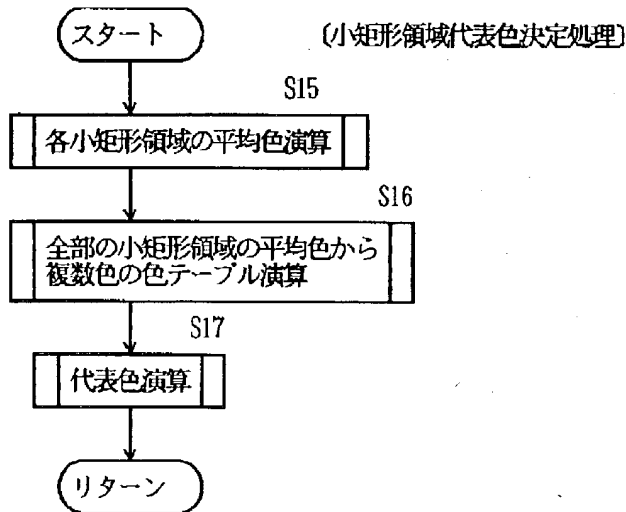 スタート
〔小矩形領域代表色決定処理〕
S15
各小矩形領域の平均色演算
S16
全部の小矩形領域の平均色から
複数色の色テーブル演算
S17
代表色演算
リターン